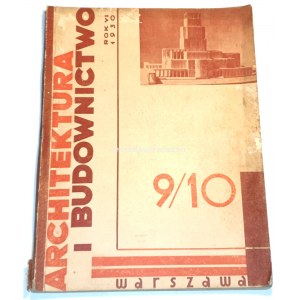 ARCHITEKTURA
I BUDOWNICTWO
ROK VI
1930
9/10
warszawa